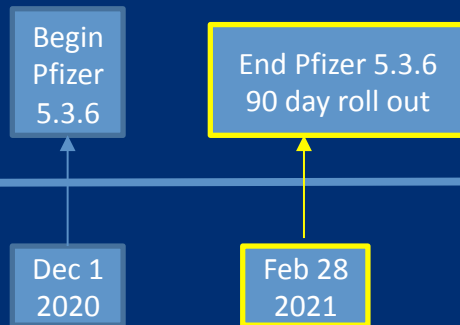 Begin
Pfizer
5.3.6
End Pfizer 5.3.6
90 day roll out
Dec 1
2020
Feb 28
2021